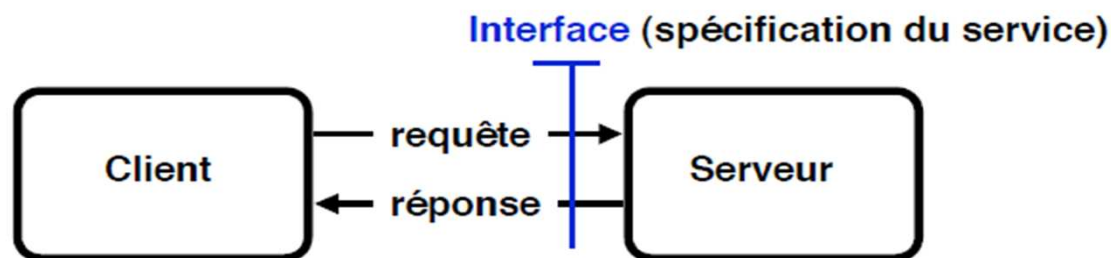 Interface (spécification du service)
Client
requête
réponse
Serveur